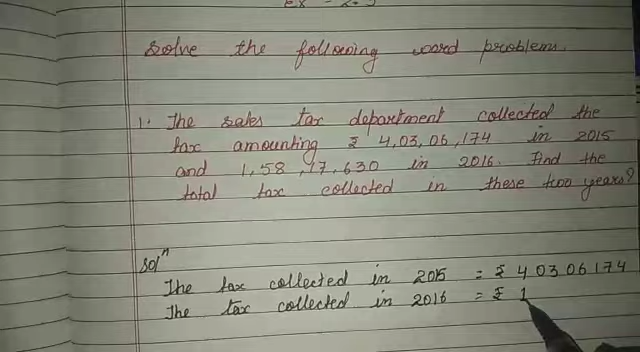 Solve the following word problems.
1. The sales tax department collected the
tax amounting ₹ 4,03,06,174 in 2015
and 1,58,17,630 in 2016. Find the
total tax collected in these two years?
Solⁿ
The tax collected in 2015 = ₹ 4 03 06 174
The tax collected in 2016 = ₹ 1